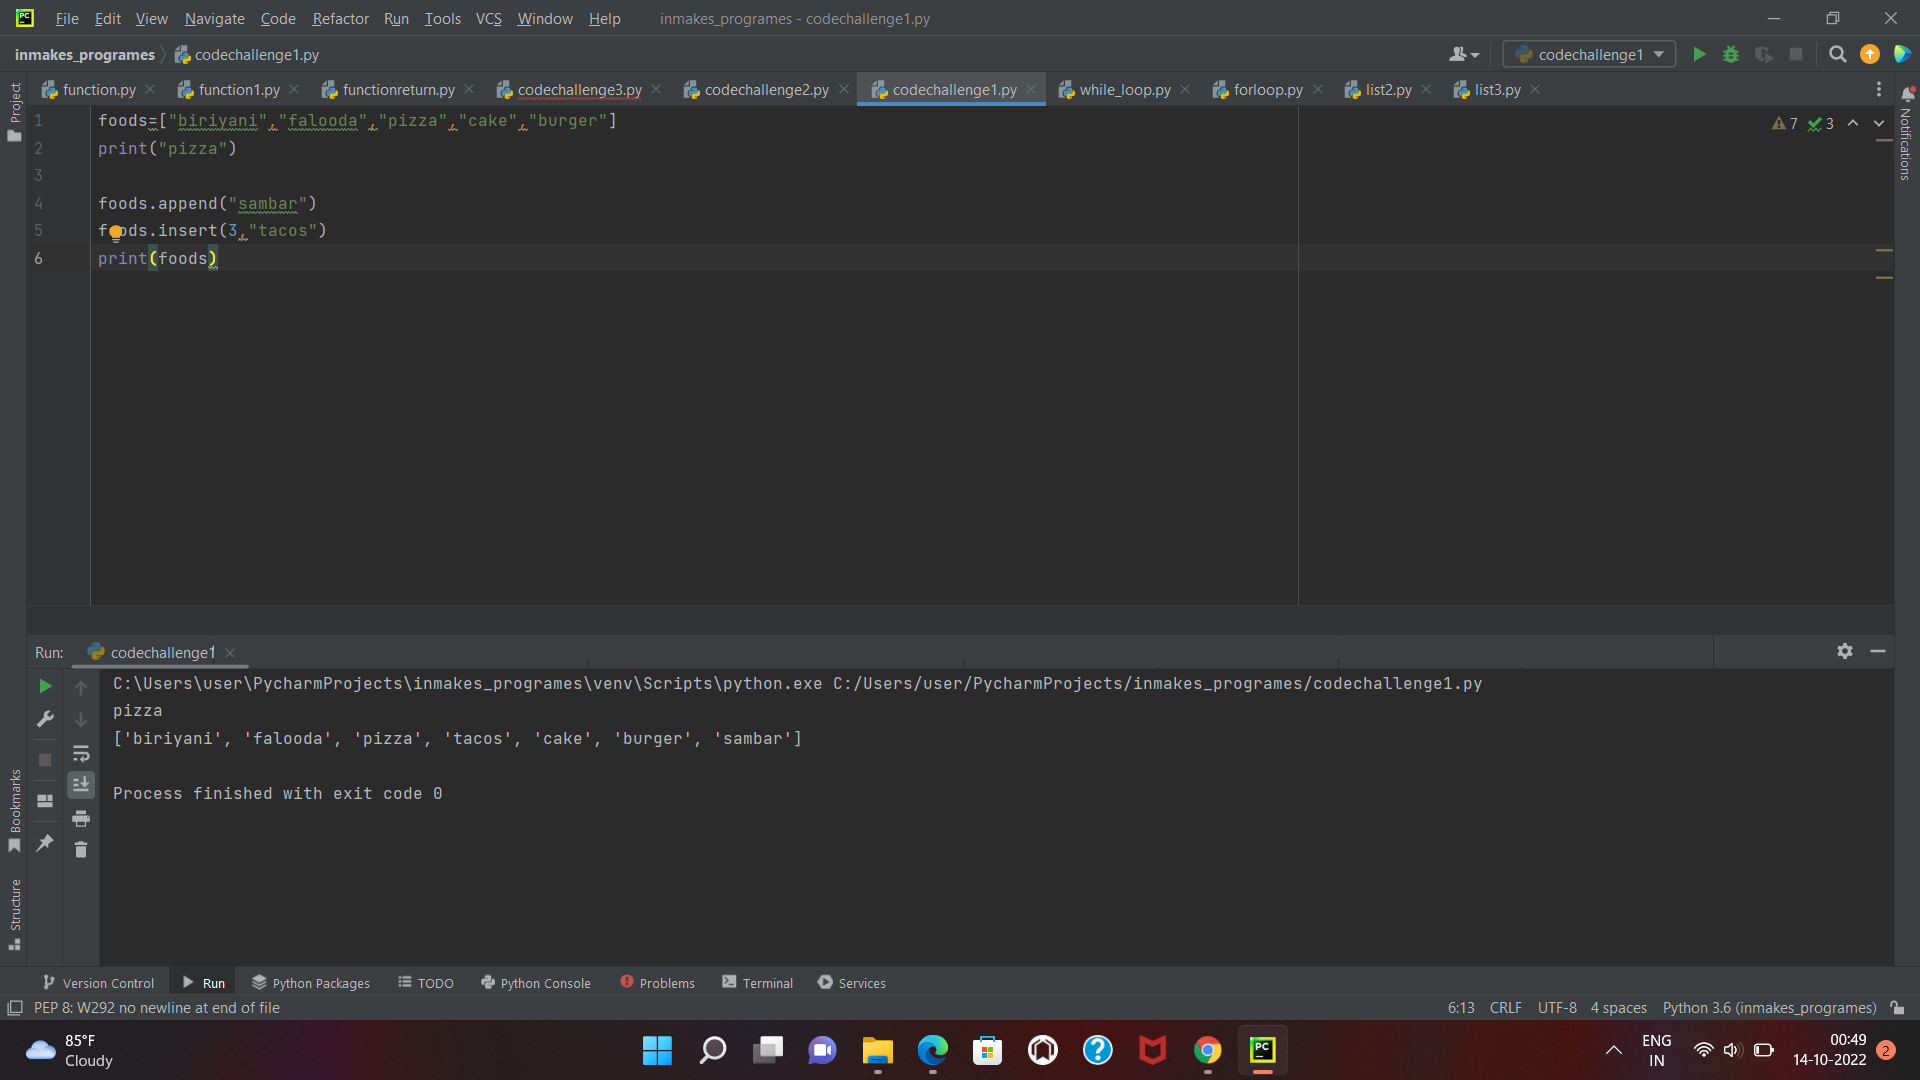 PC File Edit View Navigate Code Refactor Run Tools VCS Window Help inmakes_programes - codechallenge1.py
inmakes_programes codechallenge1.py codechallenge1
Project function.py function1.py functionreturn.py codechallenge3.py codechallenge2.py codechallenge1.py while_loop.py forloop.py list2.py list3.py
1 foods=["biriyani","falooda","pizza","cake","burger"] 7 3
Notifications
2 print("pizza")
3
4 foods.append("sambar")
5 foods.insert(3,"tacos")
6 print(foods)
Run: codechallenge1
C:\Users\user\PycharmProjects\inmakes_programes\venv\Scripts\python.exe C:/Users/user/PycharmProjects/inmakes_programes/codechallenge1.py
pizza
['biriyani', 'falooda', 'pizza', 'tacos', 'cake', 'burger', 'sambar']
Process finished with exit code 0
Bookmarks
Structure
Version Control Run Python Packages TODO Python Console Problems Terminal Services
PEP 8: W292 no newline at end of file 6:13 CRLF UTF-8 4 spaces Python 3.6 (inmakes_programes)
85°F
Cloudy
PC
ENG
IN
00:49
14-10-2022
2